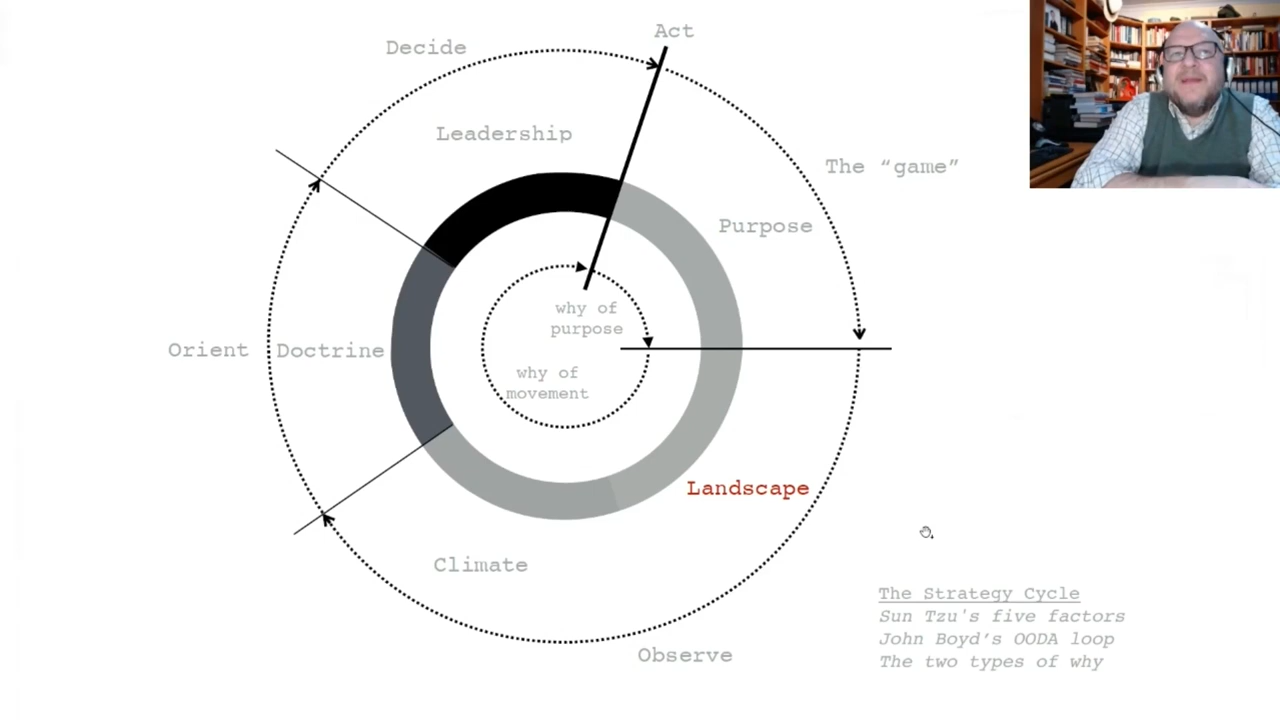 Act
Decide
Leadership
The “game”
Purpose
why of
purpose
Orient
Doctrine
why of
movement
Landscape
Climate
The Strategy Cycle
Sun Tzu's five factors
John Boyd’s OODA loop
The two types of why
Observe